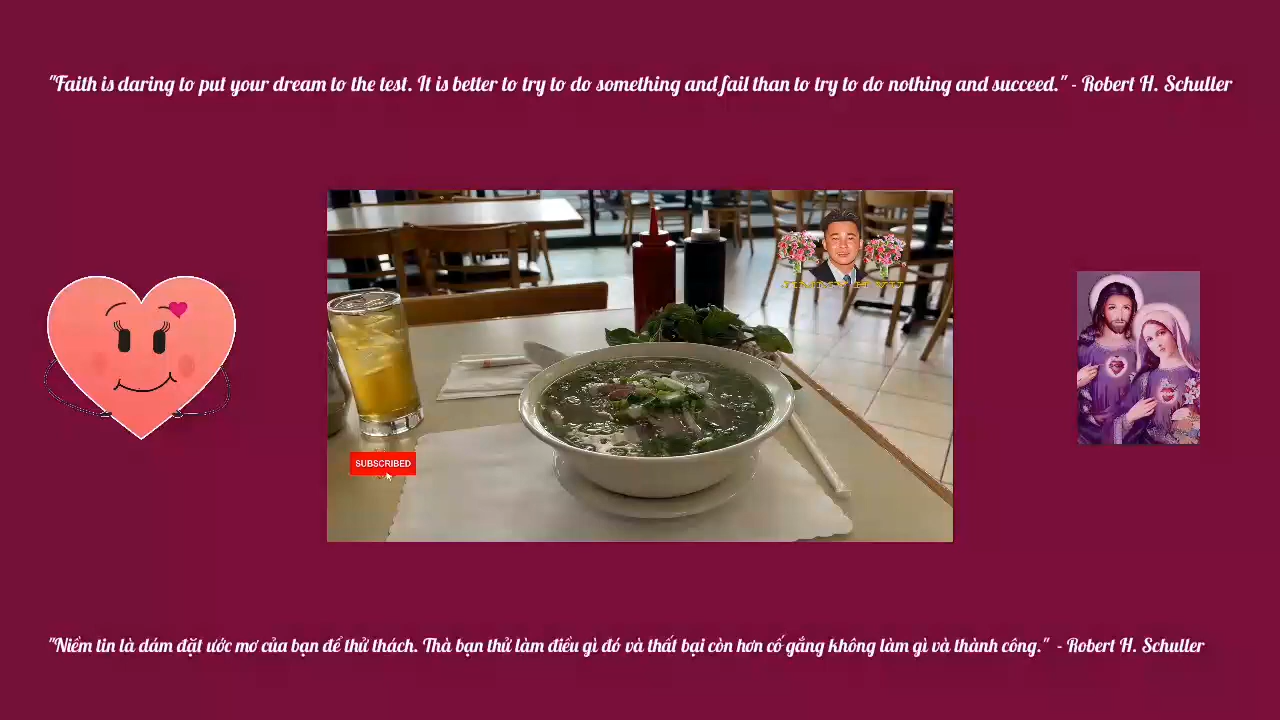 "Faith is daring to put your dream to the test. It is better to try to do something and fail than to try to do nothing and succeed." - Robert H. Schuller
SUBSCRIBED
"Niềm tin là dám đặt ước mơ của bạn để thử thách. Thà bạn thử làm điều gì đó và thất bại còn hơn cố gắng không làm gì và thành công." - Robert H. Schuller